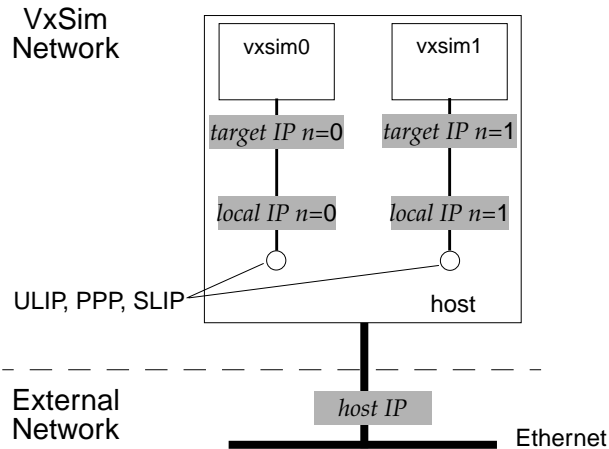 VxSim
Network
vxsim0
vxsim1
target IP n=0
target IP n=1
local IP n=0
local IP n=1
ULIP, PPP, SLIP
host
External
Network
host IP
Ethernet